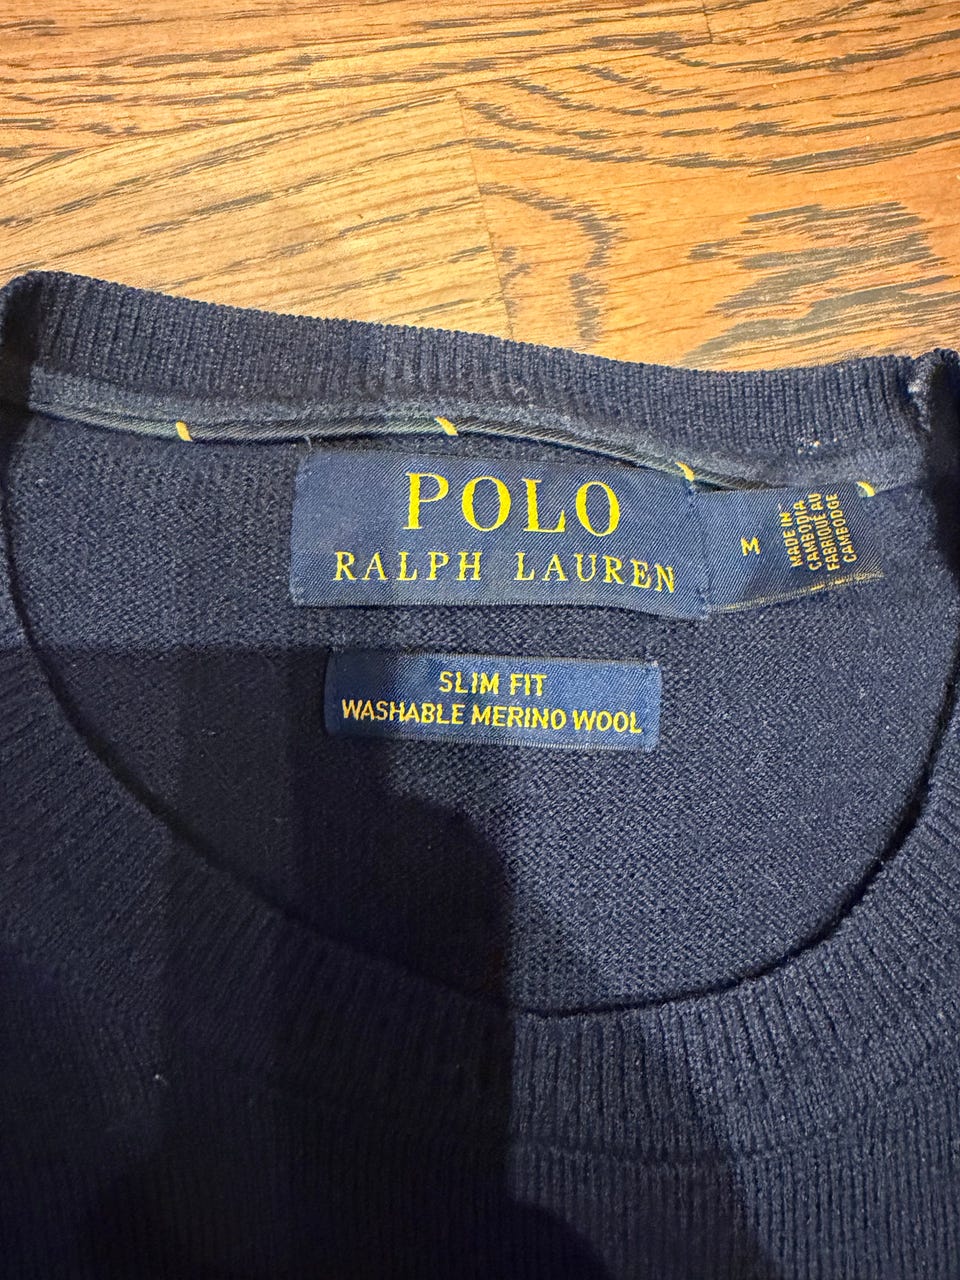 POLO
RALPH LAUREN
M
MADE IN
CAMBODIA
FABRIQUÉ AU
CAMBODGE
SLIM FIT
WASHABLE MERINO WOOL